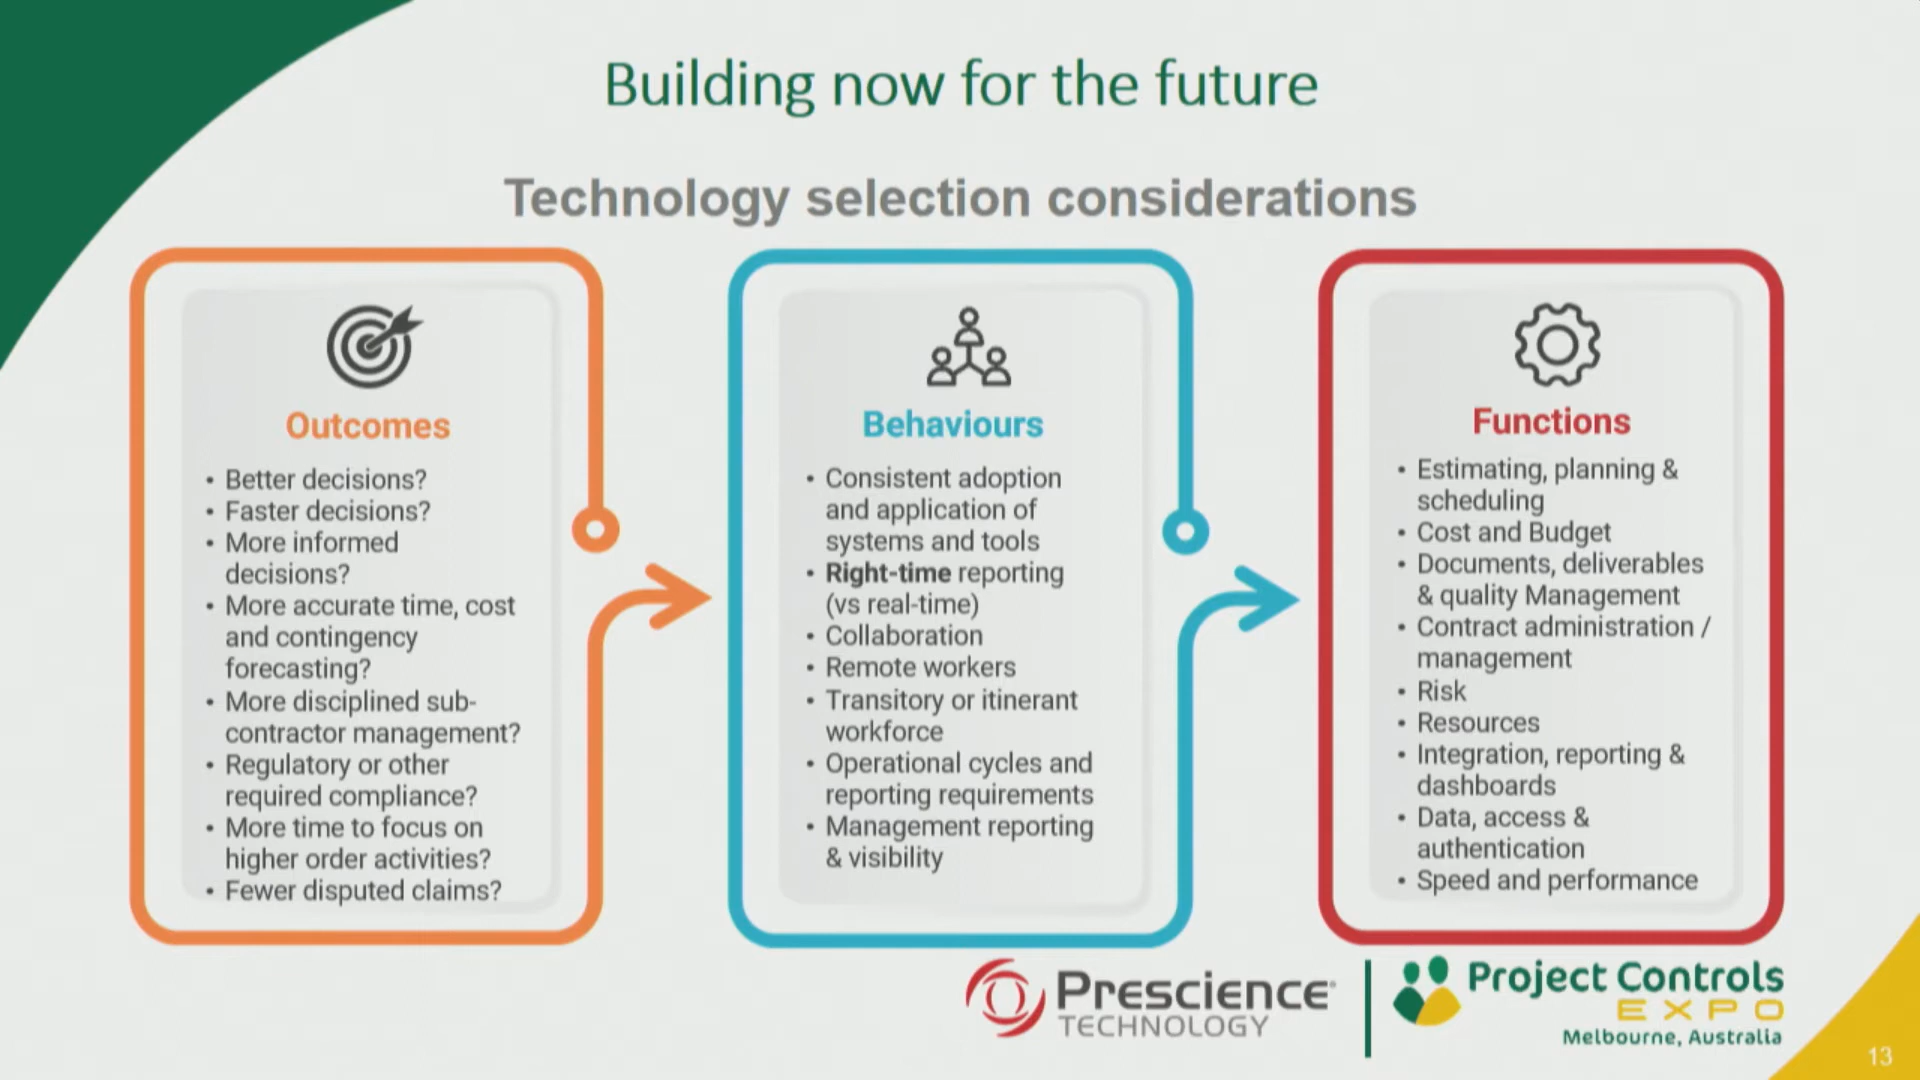 Building now for the future
Technology selection considerations
Outcomes
• Better decisions?
• Faster decisions?
• More informed
decisions?
• More accurate time, cost
and contingency
forecasting?
• More disciplined sub-
contractor management?
• Regulatory or other
required compliance?
• More time to focus on
higher order activities?
• Fewer disputed claims?
Behaviours
• Consistent adoption
and application of
systems and tools
• Right-time reporting
(vs real-time)
• Collaboration
• Remote workers
• Transitory or itinerant
workforce
• Operational cycles and
reporting requirements
• Management reporting
& visibility
Functions
• Estimating, planning &
scheduling
• Cost and Budget
• Documents, deliverables
& quality Management
• Contract administration /
management
• Risk
• Resources
• Integration, reporting &
dashboards
• Data, access &
authentication
• Speed and performance
Prescience
TECHNOLOGY
Project Controls
EXPO
Melbourne, Australia
13